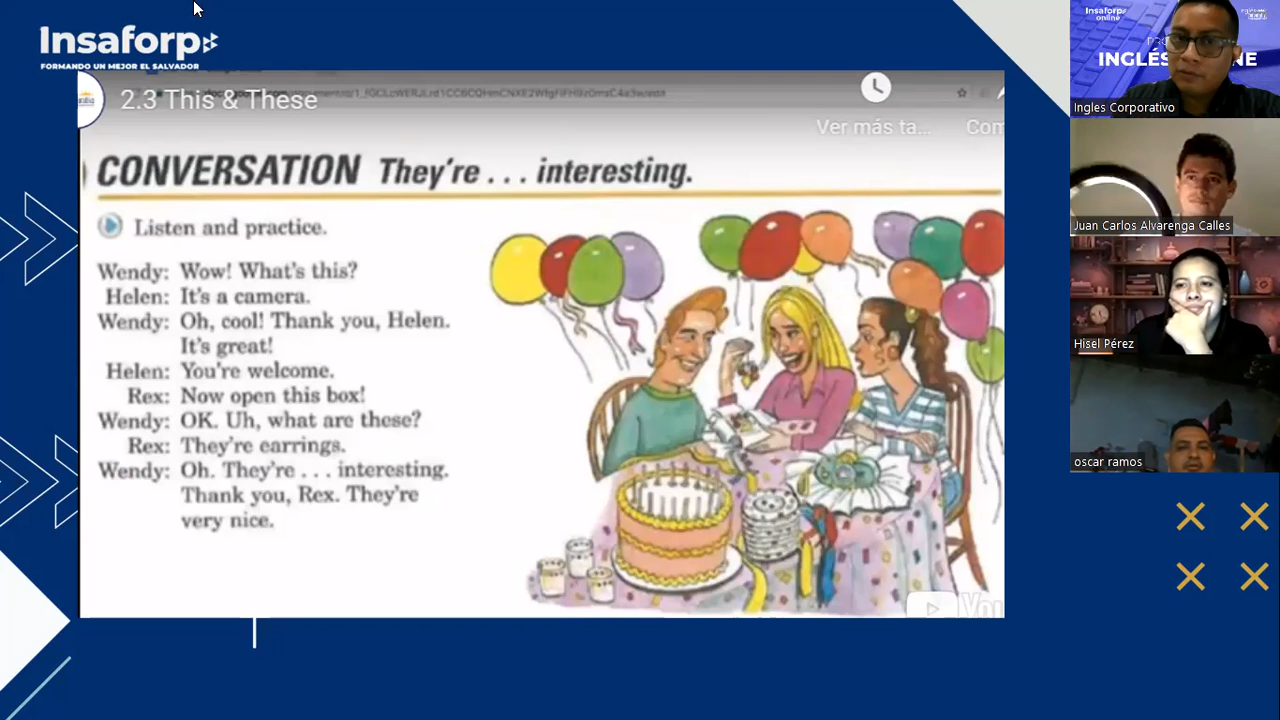 Insaforp
FORMANDO UN MEJOR EL SALVADOR
2.3 This & These
Ver más ta...
CONVERSATION They're . . . interesting.
Listen and practice.
Wendy: Wow! What's this?
Helen: It's a camera.
Wendy: Oh, cool! Thank you, Helen.
It's great!
Helen: You're welcome.
Rex: Now open this box!
Wendy: OK. Uh, what are these?
Rex: They're earrings.
Wendy: Oh. They're . . . interesting.
Thank you, Rex. They're
very nice.
Insaforp
online
Ingles Corporativo
Juan Carlos Alvarenga Calles
Hisel Pérez
oscar ramos